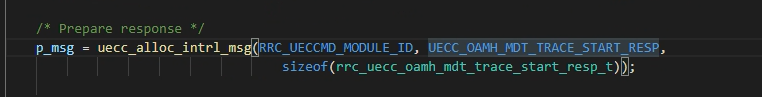 /* Prepare response */
p_msg = uecc_alloc_intrl_msg(RRC_UECCMD_MODULE_ID, UECC_OAMH_MDT_TRACE_START_RESP,
sizeof(rrc_uecc_oamh_mdt_trace_start_resp_t));